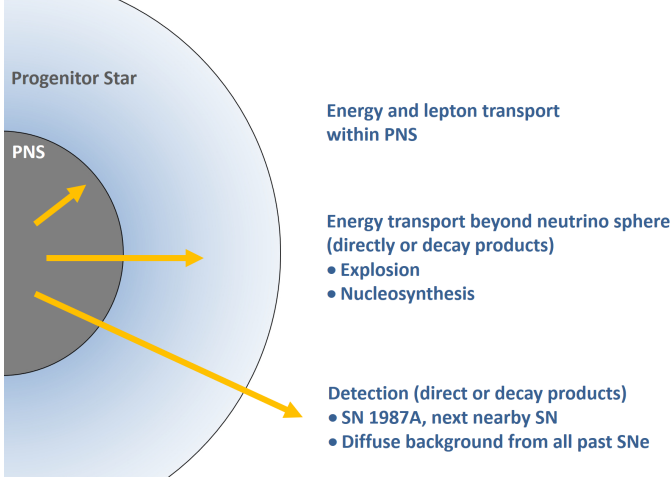 Progenitor Star
PNS
Energy and lepton transport
within PNS
Energy transport beyond neutrino sphere
(directly or decay products)
• Explosion
• Nucleosynthesis
Detection (direct or decay products)
• SN 1987A, next nearby SN
• Diffuse background from all past SNe